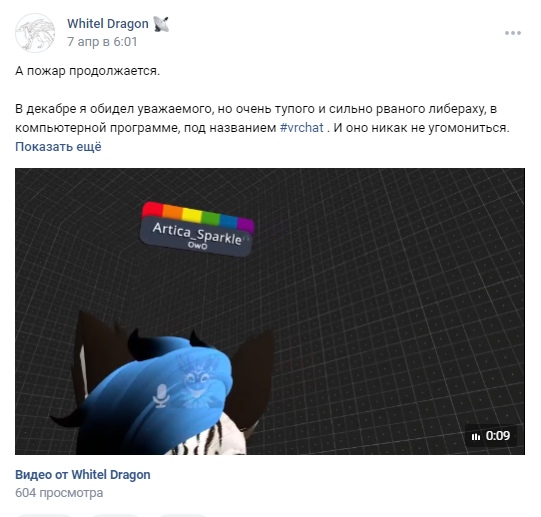 Whitel Dragon
7 апр в 6:01
А пожар продолжается.
В декабре я обидел уважаемого, но очень тупого и сильно рваного либераху, в
компьютерной программе, под названием #vrchat . И оно никак не угомониться.
Показать ещё
Artica_Sparkle
OwO
0:09
Видео от Whitel Dragon
604 просмотра